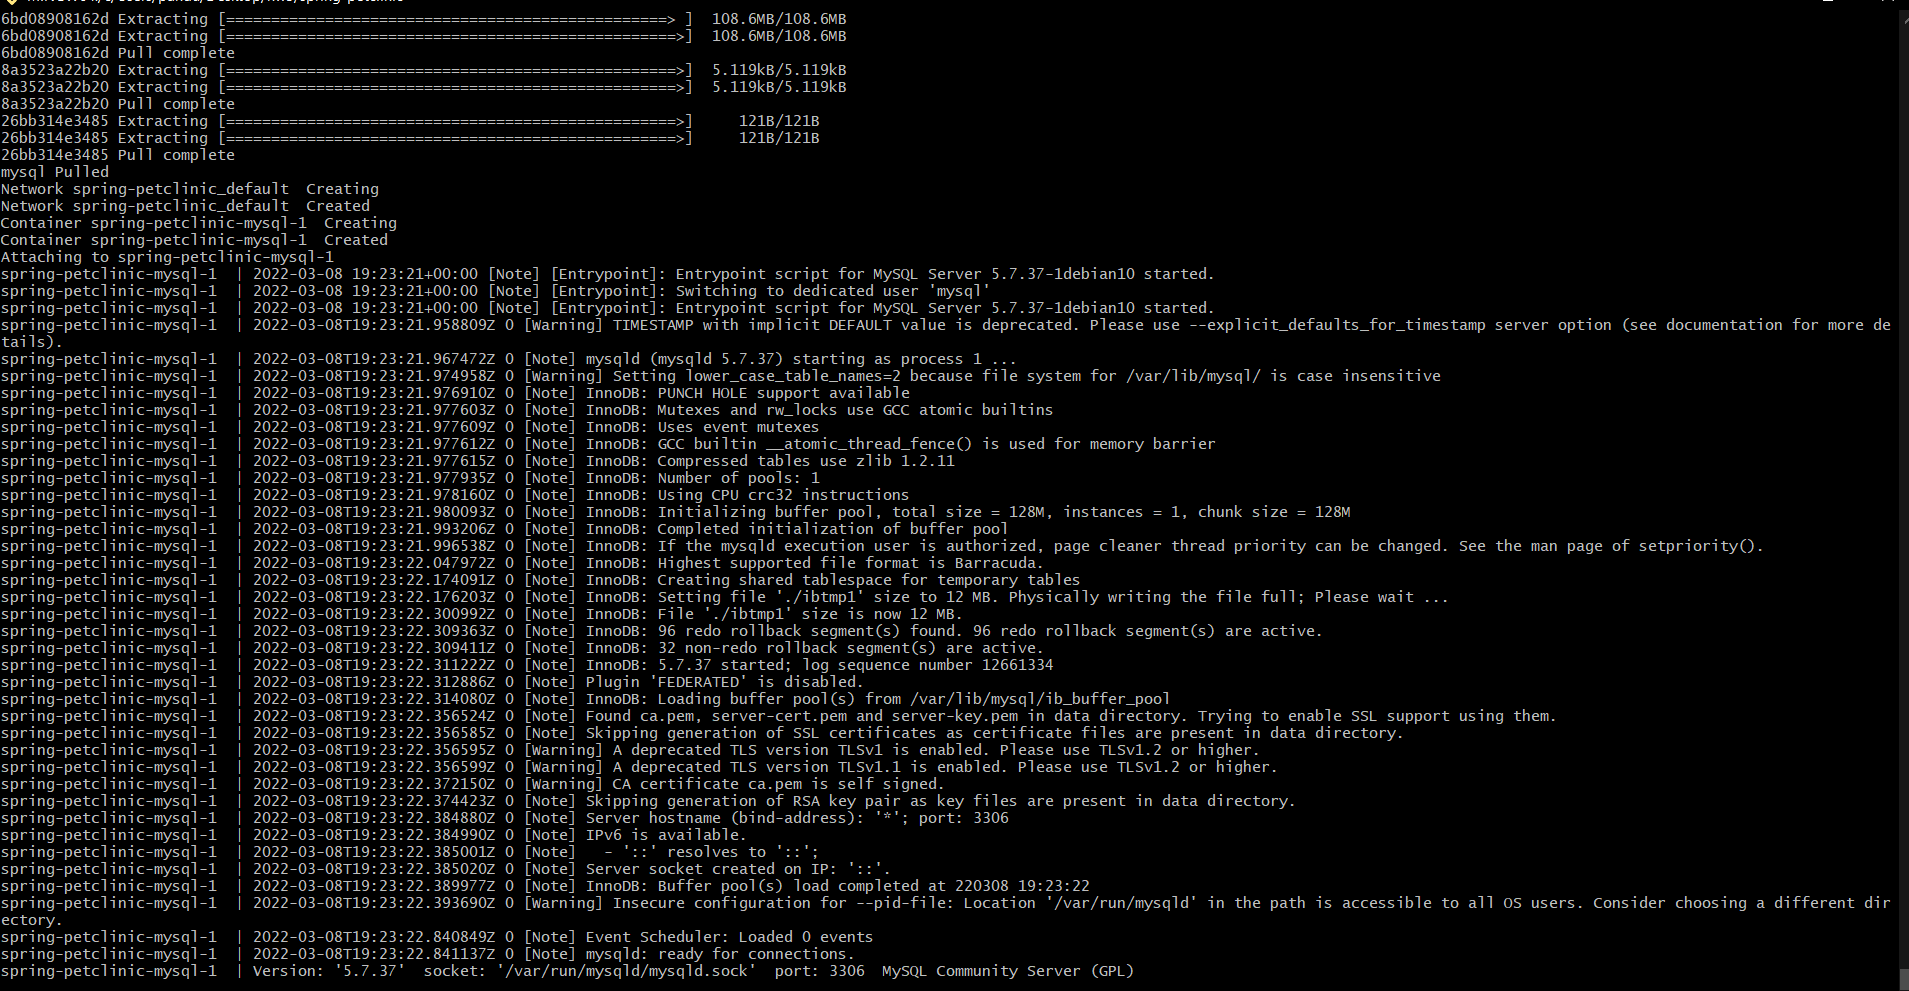 6bd08908162d Extracting [=================================================> ]  108.6MB/108.6MB
6bd08908162d Extracting [==================================================>]  108.6MB/108.6MB
6bd08908162d Pull complete
8a3523a22b20 Extracting [==================================================>]  5.119kB/5.119kB
8a3523a22b20 Extracting [==================================================>]  5.119kB/5.119kB
8a3523a22b20 Pull complete
26bb314e3485 Extracting [==================================================>]     121B/121B
26bb314e3485 Extracting [==================================================>]     121B/121B
26bb314e3485 Pull complete
mysql Pulled
Network spring-petclinic_default  Creating
Network spring-petclinic_default  Created
Container spring-petclinic-mysql-1  Creating
Container spring-petclinic-mysql-1  Created
Attaching to spring-petclinic-mysql-1
spring-petclinic-mysql-1  | 2022-03-08 19:23:21+00:00 [Note] [Entrypoint]: Entrypoint script for MySQL Server 5.7.37-1debian10 started.
spring-petclinic-mysql-1  | 2022-03-08 19:23:21+00:00 [Note] [Entrypoint]: Switching to dedicated user 'mysql'
spring-petclinic-mysql-1  | 2022-03-08 19:23:21+00:00 [Note] [Entrypoint]: Entrypoint script for MySQL Server 5.7.37-1debian10 started.
spring-petclinic-mysql-1  | 2022-03-08T19:23:21.958809Z 0 [Warning] TIMESTAMP with implicit DEFAULT value is deprecated. Please use --explicit_defaults_for_timestamp server option (see documentation for more de
tails).
spring-petclinic-mysql-1  | 2022-03-08T19:23:21.967472Z 0 [Note] mysqld (mysqld 5.7.37) starting as process 1 ...
spring-petclinic-mysql-1  | 2022-03-08T19:23:21.974958Z 0 [Warning] Setting lower_case_table_names=2 because file system for /var/lib/mysql/ is case insensitive
spring-petclinic-mysql-1  | 2022-03-08T19:23:21.976910Z 0 [Note] InnoDB: PUNCH HOLE support available
spring-petclinic-mysql-1  | 2022-03-08T19:23:21.977603Z 0 [Note] InnoDB: Mutexes and rw_locks use GCC atomic builtins
spring-petclinic-mysql-1  | 2022-03-08T19:23:21.977609Z 0 [Note] InnoDB: Uses event mutexes
spring-petclinic-mysql-1  | 2022-03-08T19:23:21.977612Z 0 [Note] InnoDB: GCC builtin __atomic_thread_fence() is used for memory barrier
spring-petclinic-mysql-1  | 2022-03-08T19:23:21.977615Z 0 [Note] InnoDB: Compressed tables use zlib 1.2.11
spring-petclinic-mysql-1  | 2022-03-08T19:23:21.977935Z 0 [Note] InnoDB: Number of pools: 1
spring-petclinic-mysql-1  | 2022-03-08T19:23:21.978160Z 0 [Note] InnoDB: Using CPU crc32 instructions
spring-petclinic-mysql-1  | 2022-03-08T19:23:21.980093Z 0 [Note] InnoDB: Initializing buffer pool, total size = 128M, instances = 1, chunk size = 128M
spring-petclinic-mysql-1  | 2022-03-08T19:23:21.993206Z 0 [Note] InnoDB: Completed initialization of buffer pool
spring-petclinic-mysql-1  | 2022-03-08T19:23:21.996538Z 0 [Note] InnoDB: If the mysqld execution user is authorized, page cleaner thread priority can be changed. See the man page of setpriority().
spring-petclinic-mysql-1  | 2022-03-08T19:23:22.047972Z 0 [Note] InnoDB: Highest supported file format is Barracuda.
spring-petclinic-mysql-1  | 2022-03-08T19:23:22.174091Z 0 [Note] InnoDB: Creating shared tablespace for temporary tables
spring-petclinic-mysql-1  | 2022-03-08T19:23:22.176203Z 0 [Note] InnoDB: Setting file './ibtmp1' size to 12 MB. Physically writing the file full; Please wait ...
spring-petclinic-mysql-1  | 2022-03-08T19:23:22.300992Z 0 [Note] InnoDB: File './ibtmp1' size is now 12 MB.
spring-petclinic-mysql-1  | 2022-03-08T19:23:22.309363Z 0 [Note] InnoDB: 96 redo rollback segment(s) found. 96 redo rollback segment(s) are active.
spring-petclinic-mysql-1  | 2022-03-08T19:23:22.309411Z 0 [Note] InnoDB: 32 non-redo rollback segment(s) are active.
spring-petclinic-mysql-1  | 2022-03-08T19:23:22.311222Z 0 [Note] InnoDB: 5.7.37 started; log sequence number 12661334
spring-petclinic-mysql-1  | 2022-03-08T19:23:22.312886Z 0 [Note] Plugin 'FEDERATED' is disabled.
spring-petclinic-mysql-1  | 2022-03-08T19:23:22.314080Z 0 [Note] InnoDB: Loading buffer pool(s) from /var/lib/mysql/ib_buffer_pool
spring-petclinic-mysql-1  | 2022-03-08T19:23:22.356524Z 0 [Note] Found ca.pem, server-cert.pem and server-key.pem in data directory. Trying to enable SSL support using them.
spring-petclinic-mysql-1  | 2022-03-08T19:23:22.356585Z 0 [Note] Skipping generation of SSL certificates as certificate files are present in data directory.
spring-petclinic-mysql-1  | 2022-03-08T19:23:22.356595Z 0 [Warning] A deprecated TLS version TLSv1 is enabled. Please use TLSv1.2 or higher.
spring-petclinic-mysql-1  | 2022-03-08T19:23:22.356599Z 0 [Warning] A deprecated TLS version TLSv1.1 is enabled. Please use TLSv1.2 or higher.
spring-petclinic-mysql-1  | 2022-03-08T19:23:22.372150Z 0 [Warning] CA certificate ca.pem is self signed.
spring-petclinic-mysql-1  | 2022-03-08T19:23:22.374423Z 0 [Note] Skipping generation of RSA key pair as key files are present in data directory.
spring-petclinic-mysql-1  | 2022-03-08T19:23:22.384880Z 0 [Note] Server hostname (bind-address): '*'; port: 3306
spring-petclinic-mysql-1  | 2022-03-08T19:23:22.384990Z 0 [Note] IPv6 is available.
spring-petclinic-mysql-1  | 2022-03-08T19:23:22.385001Z 0 [Note]   - '::' resolves to '::';
spring-petclinic-mysql-1  | 2022-03-08T19:23:22.385020Z 0 [Note] Server socket created on IP: '::'.
spring-petclinic-mysql-1  | 2022-03-08T19:23:22.389977Z 0 [Note] InnoDB: Buffer pool(s) load completed at 220308 19:23:22
spring-petclinic-mysql-1  | 2022-03-08T19:23:22.393690Z 0 [Warning] Insecure configuration for --pid-file: Location '/var/run/mysqld' in the path is accessible to all OS users. Consider choosing a different dir
ectory.
spring-petclinic-mysql-1  | 2022-03-08T19:23:22.840849Z 0 [Note] Event Scheduler: Loaded 0 events
spring-petclinic-mysql-1  | 2022-03-08T19:23:22.841137Z 0 [Note] mysqld: ready for connections.
spring-petclinic-mysql-1  | Version: '5.7.37'  socket: '/var/run/mysqld/mysqld.sock'  port: 3306  MySQL Community Server (GPL)